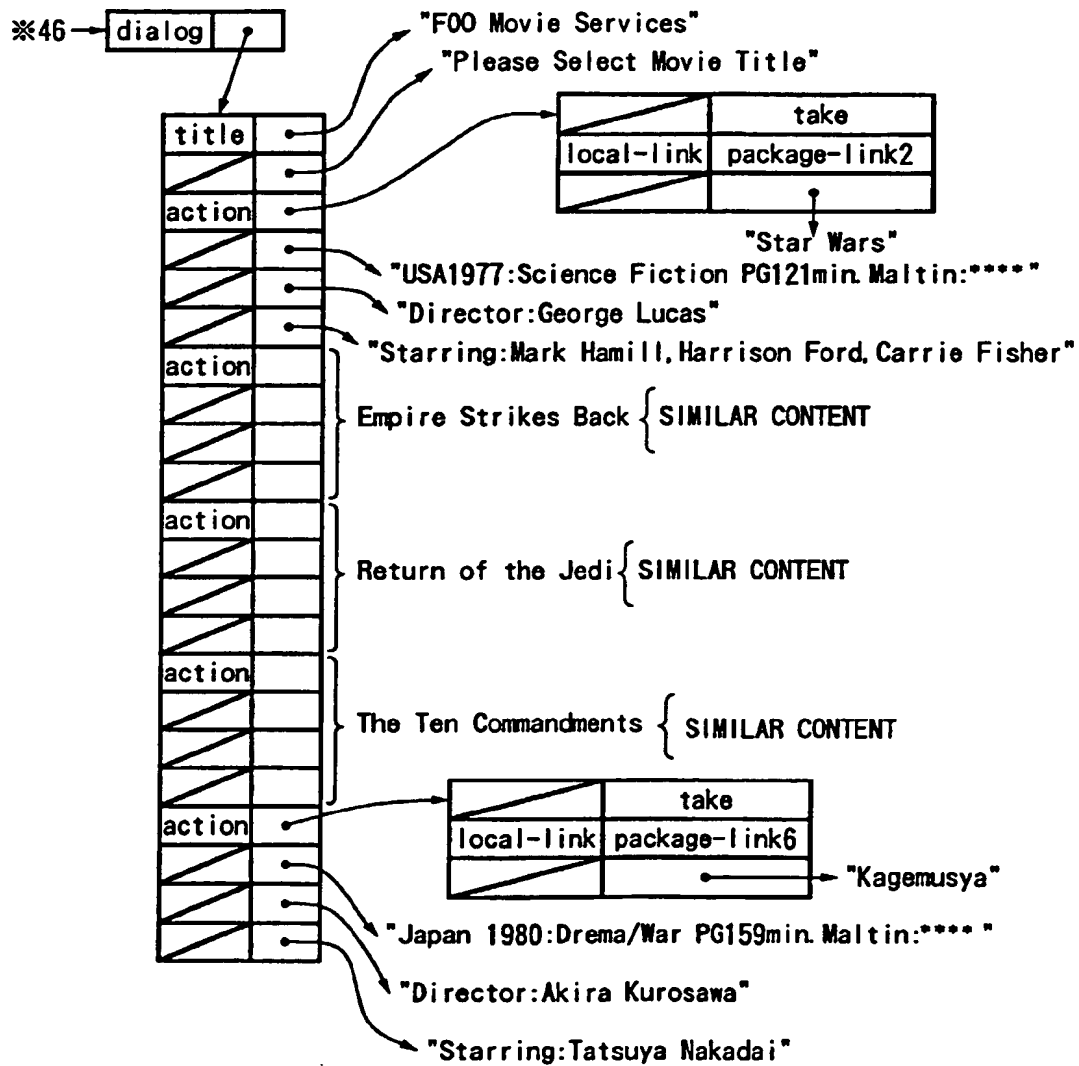 ※46 dialog
"FOO Movie Services"
"Please Select Movie Title"
title
take
local-link package-link2
action
"Star Wars"
"USA1977:Science Fiction PG121min. Maltin:****"
"Director:George Lucas"
"Starring:Mark Hamill,Harrison Ford,Carrie Fisher"
action
Empire Strikes Back { SIMILAR CONTENT
action
Return of the Jedi { SIMILAR CONTENT
action
The Ten Commandments { SIMILAR CONTENT
take
action
local-link package-link6
"Kagemusya"
"Japan 1980:Drema/War PG159min. Maltin:****"
"Director:Akira Kurosawa"
"Starring:Tatsuya Nakadai"